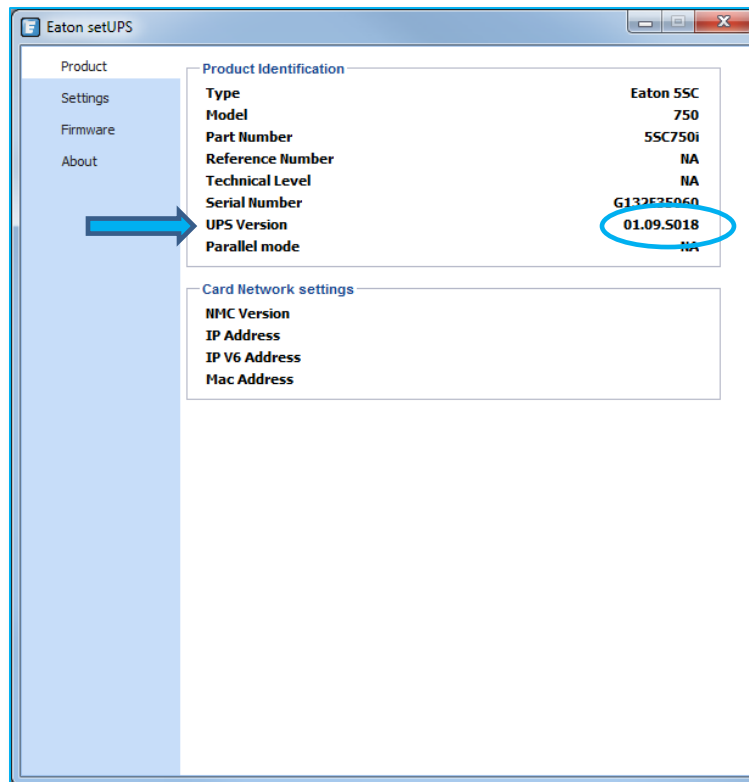 Eaton setUPS
Product
Settings
Firmware
About
Product Identification
Type Eaton 5SC
Model 750
Part Number 5SC750i
Reference Number NA
Technical Level NA
Serial Number G132F35060
UPS Version 01.09.S018
Parallel mode NA
Card Network settings
NMC Version
IP Address
IP V6 Address
Mac Address